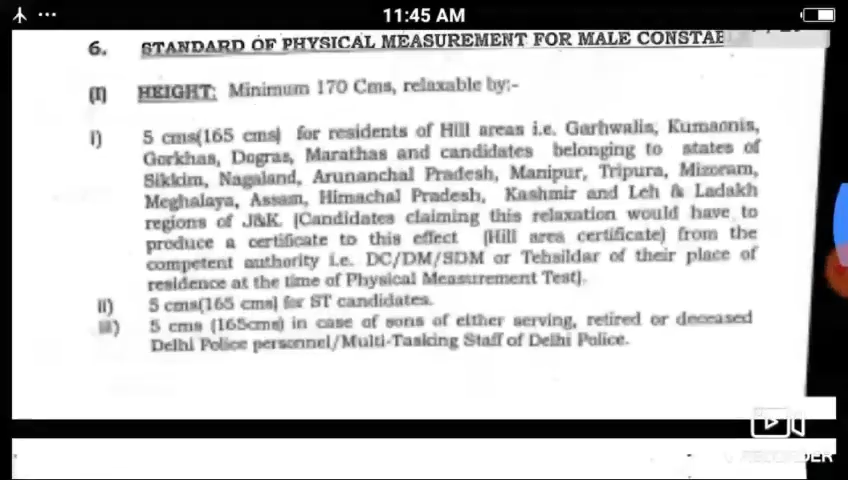 11:45 AM
6. STANDARD OF PHYSICAL MEASUREMENT FOR MALE CONSTAB
(I) HEIGHT: Minimum 170 Cms, relaxable by:-
i) 5 cms(165 cms) for residents of Hill areas i.e. Garhwalis, Kumaonis,
Gorkhas, Dogras, Marathas and candidates belonging to states of
Sikkim, Nagaland, Arunanchal Pradesh, Manipur, Tripura, Mizoram,
Meghalaya, Assam, Himachal Pradesh, Kashmir and Leh & Ladakh
regions of J&K. (Candidates claiming this relaxation would have to
produce a certificate to this effect (Hill area certificate) from the
competent authority i.e. DC/DM/SDM or Tehsildar of their place of
residence at the time of Physical Measurement Test).
ii) 5 cms(165 cms) for ST candidates.
iii) 5 cms (165cms) in case of sons of either serving, retired or deceased
Delhi Police personnel/Multi-Tasking Staff of Delhi Police.
RECORDER